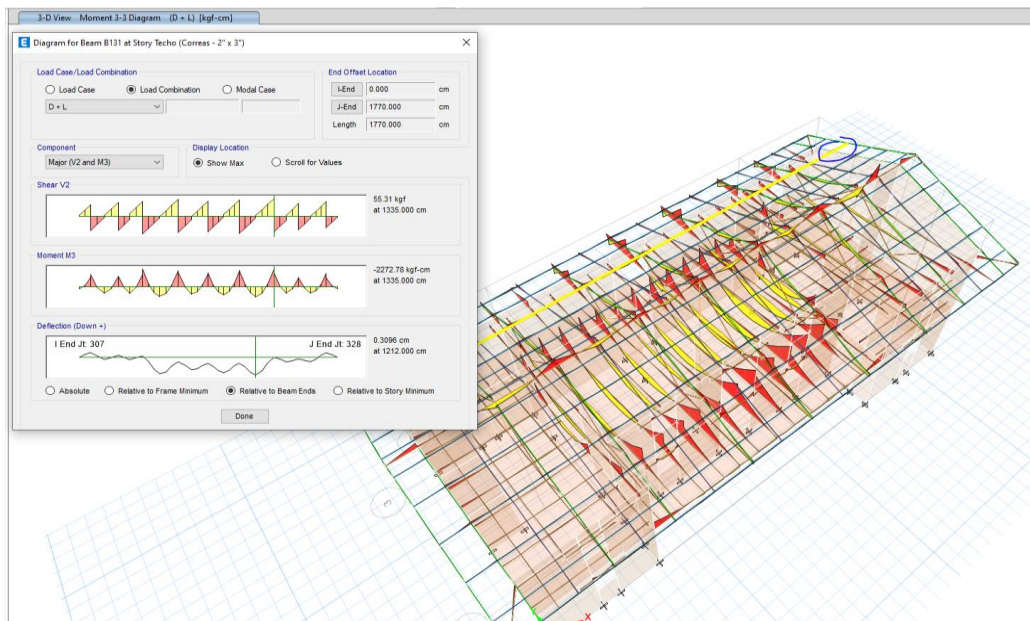 3-D View Moment 3-3 Diagram (D + L) [kgf-cm]
E Diagram for Beam B131 at Story Techo (Correas - 2" x 3")
Load Case/Load Combination
Load Case Load Combination Modal Case
D + L
End Offset Location
I-End 0.000 cm
J-End 1770.000 cm
Length 1770.000 cm
Component
Major (V2 and M3)
Display Location
Show Max Scroll for Values
Shear V2
55.31 kgf
at 1335.000 cm
Moment M3
-2272.78 kgf-cm
at 1335.000 cm
Deflection (Down +)
I End Jt: 307 J End Jt: 328
0.3096 cm
at 1212.000 cm
Absolute Relative to Frame Minimum Relative to Beam Ends Relative to Story Minimum
Done
3
X